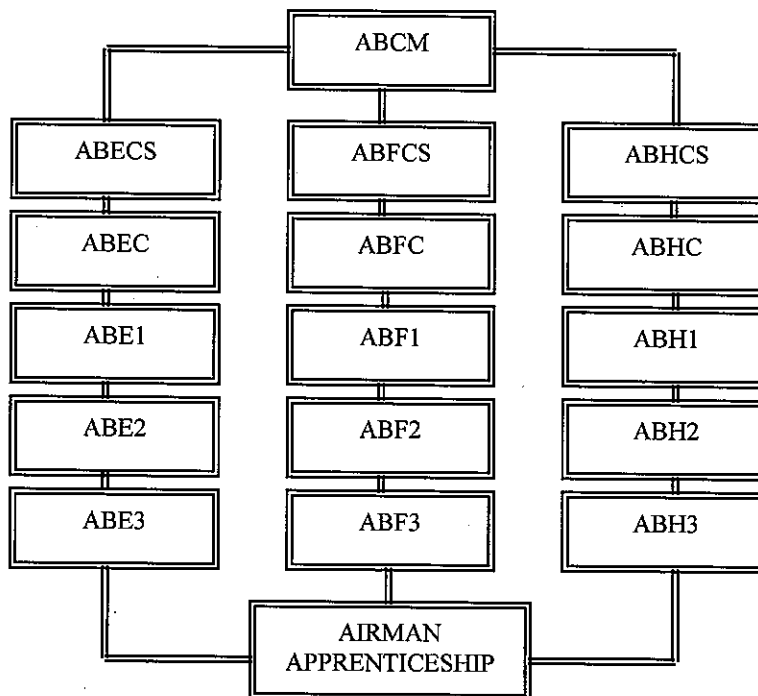 ABCM
ABECS
ABFCS
ABHCS
ABEC
ABFC
ABHC
ABE1
ABF1
ABH1
ABE2
ABF2
ABH2
ABE3
ABF3
ABH3
AIRMAN
APPRENTICESHIP